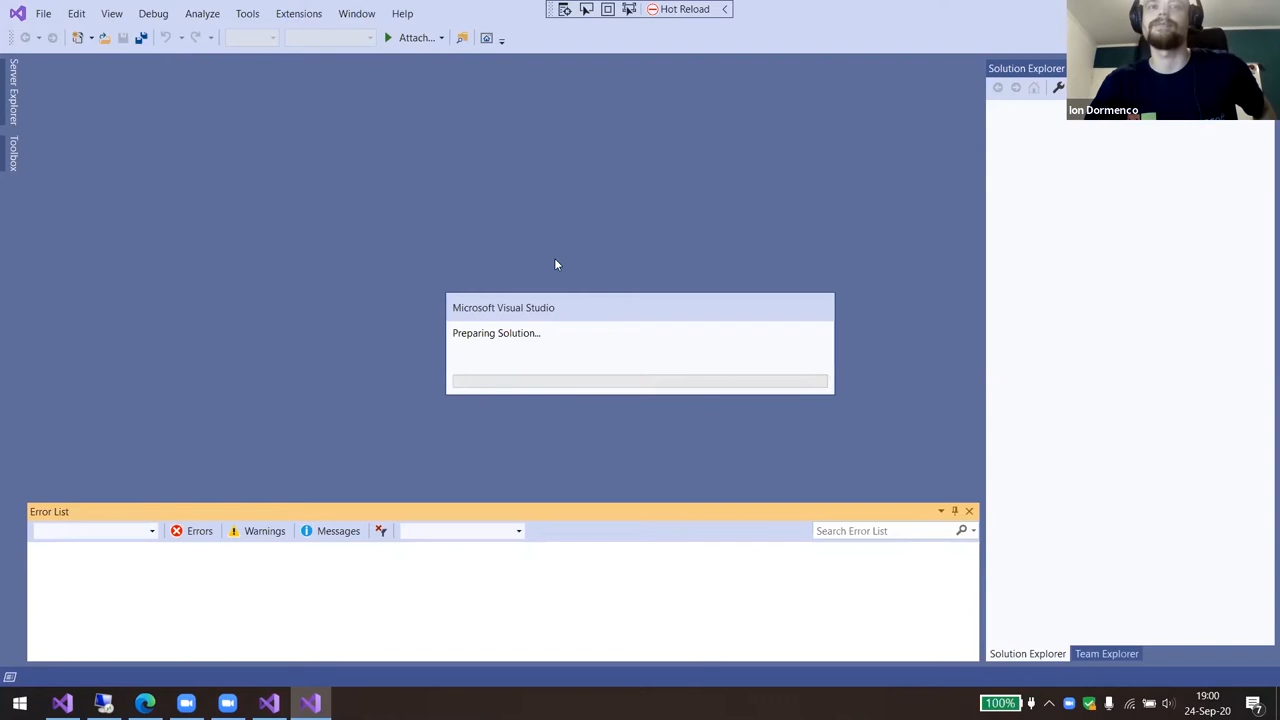 File Edit View Debug Analyze Tools Extensions Window Help
Hot Reload
Attach...
Server Explorer
Toolbox
Solution Explorer
Ion Dormenco
Microsoft Visual Studio
Preparing Solution...
Error List
Errors Warnings Messages Search Error List
Solution Explorer Team Explorer
100% 19:00
24-Sep-20 7